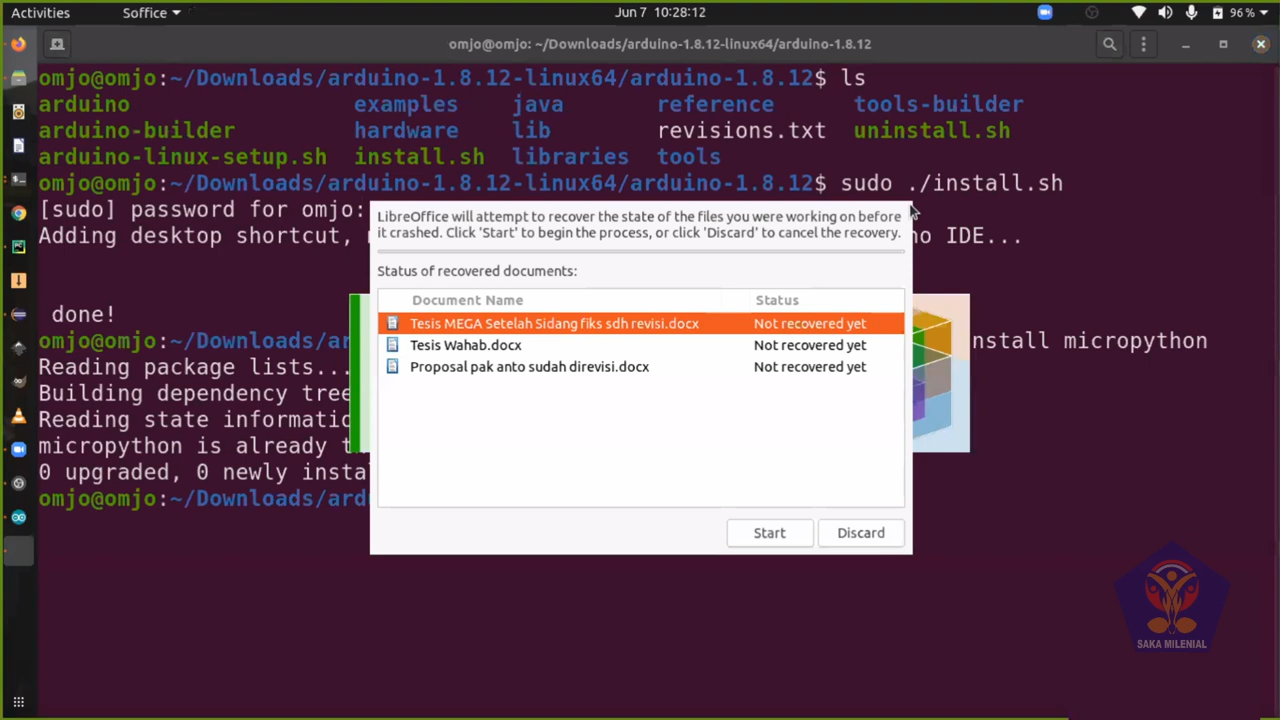 Activities Soffice Jun 7 10:28:12 96 %
omjo@omjo: ~/Downloads/arduino-1.8.12-linux64/arduino-1.8.12
omjo@omjo:~/Downloads/arduino-1.8.12-linux64/arduino-1.8.12$ ls
arduino examples java reference tools-builder
arduino-builder hardware lib revisions.txt uninstall.sh
arduino-linux-setup.sh install.sh libraries tools
omjo@omjo:~/Downloads/arduino-1.8.12-linux64/arduino-1.8.12$ sudo ./install.sh
[sudo] password for omjo:
Adding desktop shortcut, IDE...
done!
omjo@omjo:~/Downloads/ard nstall micropython
Reading package lists...
Building dependency tree
Reading state informatio
micropython is already t
0 upgraded, 0 newly insta
omjo@omjo:~/Downloads/ard
LibreOffice will attempt to recover the state of the files you were working on before
it crashed. Click 'Start' to begin the process, or click 'Discard' to cancel the recovery.
Status of recovered documents:
Document Name Status
Tesis MEGA Setelah Sidang fiks sdh revisi.docx Not recovered yet
Tesis Wahab.docx Not recovered yet
Proposal pak anto sudah direvisi.docx Not recovered yet
Start Discard
SAKA MILENIAL